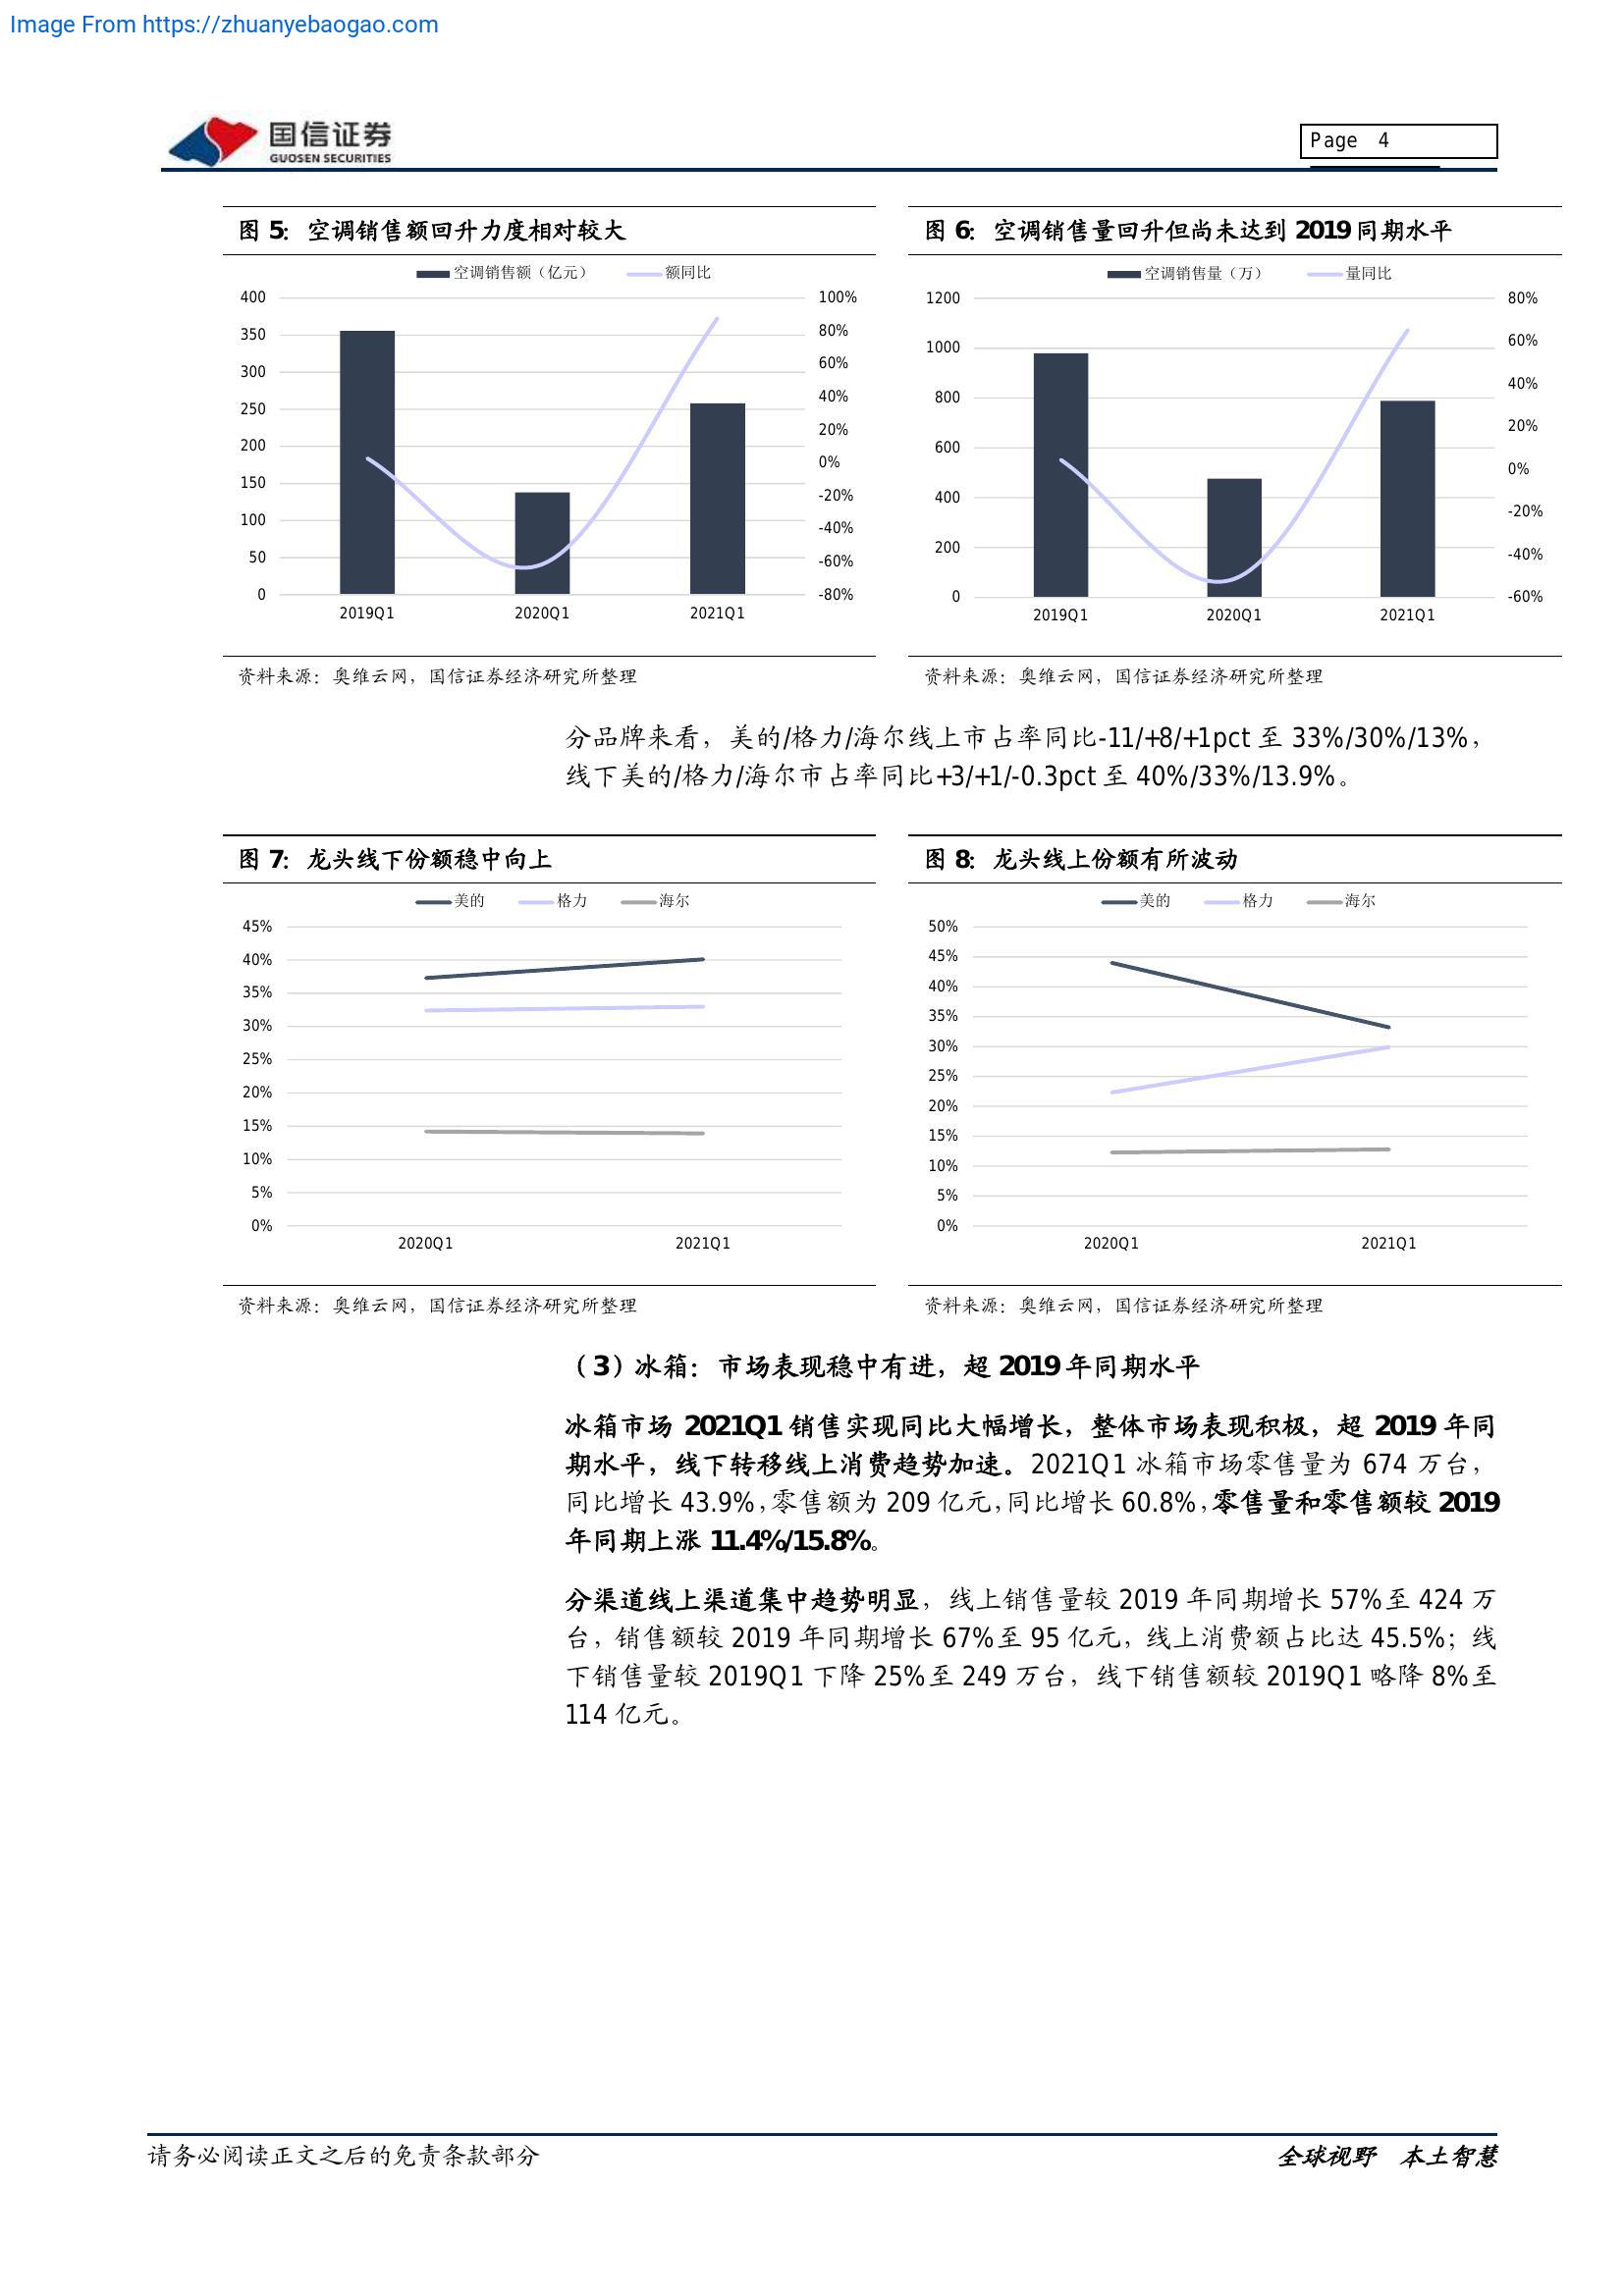 Image From https://zhuanyebaogao.com
国信证券
GUOSEN SECURITIES
Page 4
图 5：空调销售额回升力度相对较大
空调销售额（亿元） 额同比
400
350
300
250
200
150
100
50
0
100%
80%
60%
40%
20%
0%
-20%
-40%
-60%
-80%
2019Q1 2020Q1 2021Q1
资料来源：奥维云网，国信证券经济研究所整理
图 6：空调销售量回升但尚未达到 2019 同期水平
空调销售量（万） 量同比
1200
1000
800
600
400
200
0
80%
60%
40%
20%
0%
-20%
-40%
-60%
2019Q1 2020Q1 2021Q1
资料来源：奥维云网，国信证券经济研究所整理
分品牌来看，美的/格力/海尔线上市占率同比-11/+8/+1pct 至 33%/30%/13%，
线下美的/格力/海尔市占率同比+3/+1/-0.3pct 至 40%/33%/13.9%。
图 7：龙头线下份额稳中向上
美的 格力 海尔
45%
40%
35%
30%
25%
20%
15%
10%
5%
0%
2020Q1 2021Q1
资料来源：奥维云网，国信证券经济研究所整理
图 8：龙头线上份额有所波动
美的 格力 海尔
50%
45%
40%
35%
30%
25%
20%
15%
10%
5%
0%
2020Q1 2021Q1
资料来源：奥维云网，国信证券经济研究所整理
（3）冰箱：市场表现稳中有进，超 2019 年同期水平
冰箱市场 2021Q1 销售实现同比大幅增长，整体市场表现积极，超 2019 年同
期水平，线下转移线上消费趋势加速。2021Q1 冰箱市场零售量为 674 万台，
同比增长 43.9%，零售额为 209 亿元，同比增长 60.8%，零售量和零售额较 2019
年同期上涨 11.4%/15.8%。
分渠道线上渠道集中趋势明显，线上销售量较 2019 年同期增长 57%至 424 万
台，销售额较 2019 年同期增长 67%至 95 亿元，线上消费额占比达 45.5%；线
下销售量较 2019Q1 下降 25%至 249 万台，线下销售额较 2019Q1 略降 8%至
114 亿元。
请务必阅读正文之后的免责条款部分
全球视野 本土智慧